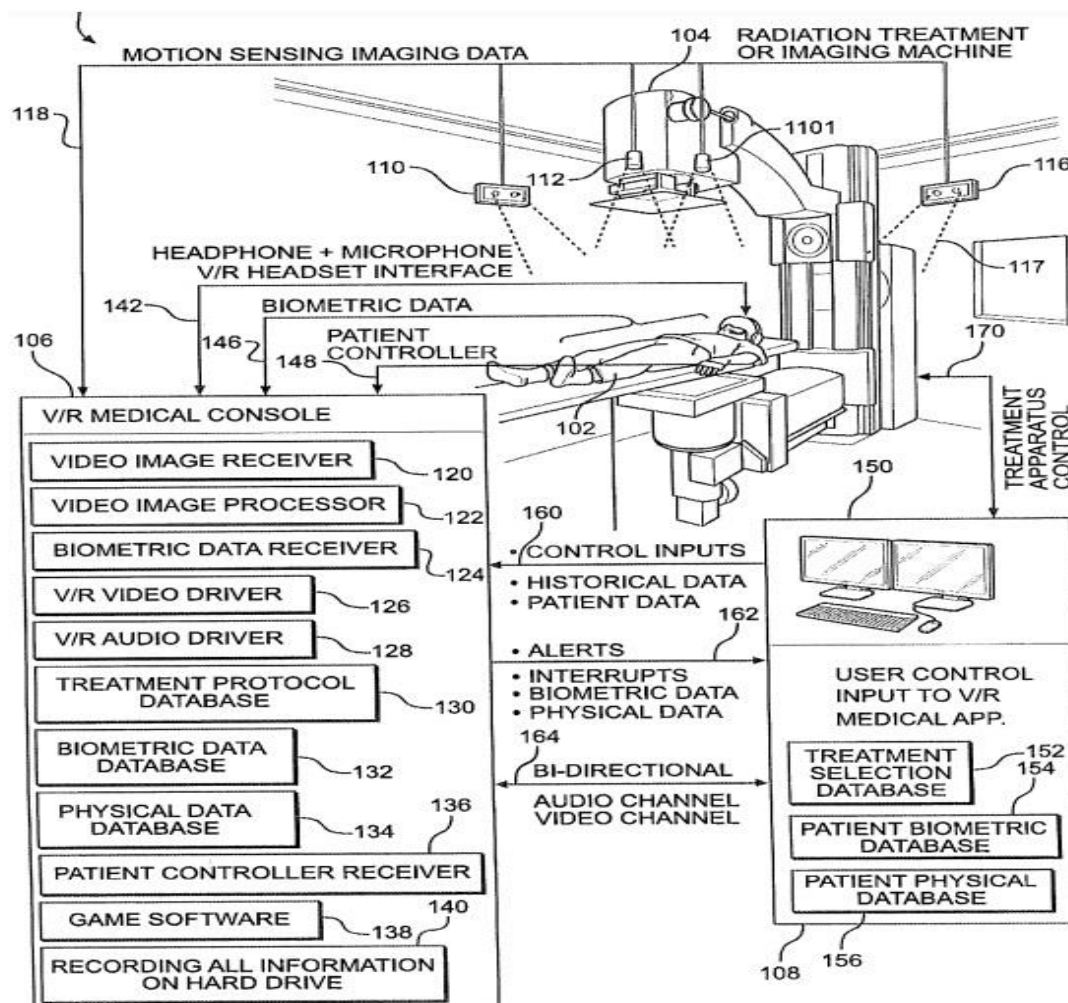 MOTION SENSING IMAGING DATA
104
RADIATION TREATMENT
OR IMAGING MACHINE
118
1101
110
112
116
HEADPHONE + MICROPHONE
V/R HEADSET INTERFACE
117
142
BIOMETRIC DATA
146
PATIENT
CONTROLLER
170
106
148
V/R MEDICAL CONSOLE
102
TREATMENT
APPARATUS
CONTROL
VIDEO IMAGE RECEIVER
120
150
VIDEO IMAGE PROCESSOR
122
160
BIOMETRIC DATA RECEIVER
124
• CONTROL INPUTS
• HISTORICAL DATA
• PATIENT DATA
V/R VIDEO DRIVER
126
162
V/R AUDIO DRIVER
128
• ALERTS
• INTERRUPTS
• BIOMETRIC DATA
• PHYSICAL DATA
USER CONTROL
INPUT TO V/R
MEDICAL APP.
TREATMENT PROTOCOL
DATABASE
130
164
BIOMETRIC DATA
DATABASE
132
BI-DIRECTIONAL
AUDIO CHANNEL
VIDEO CHANNEL
TREATMENT
SELECTION
DATABASE
152
154
PHYSICAL DATA
DATABASE
134
136
PATIENT BIOMETRIC
DATABASE
PATIENT CONTROLLER RECEIVER
PATIENT PHYSICAL
DATABASE
GAME SOFTWARE
138
140
RECORDING ALL INFORMATION
ON HARD DRIVE
108
156